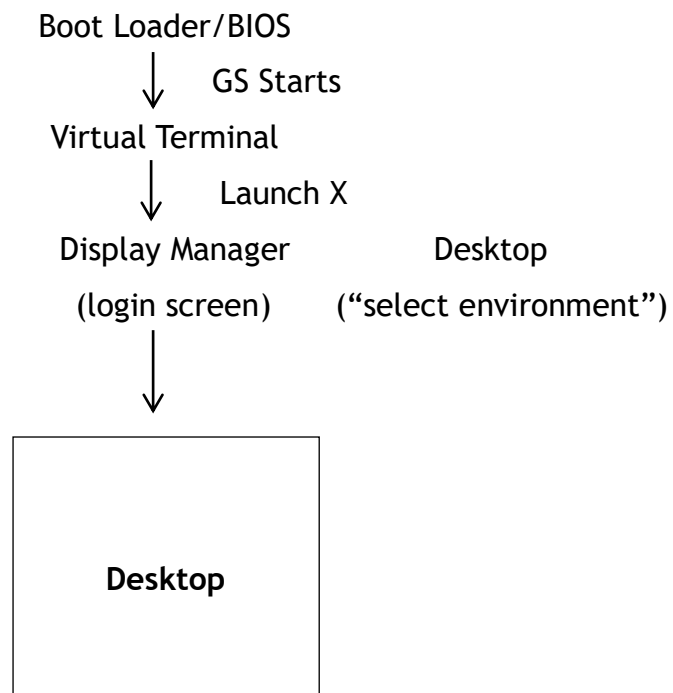 Boot Loader/BIOS
GS Starts
Virtual Terminal
Launch X
Display Manager Desktop
(login screen) (“select environment”)
Desktop